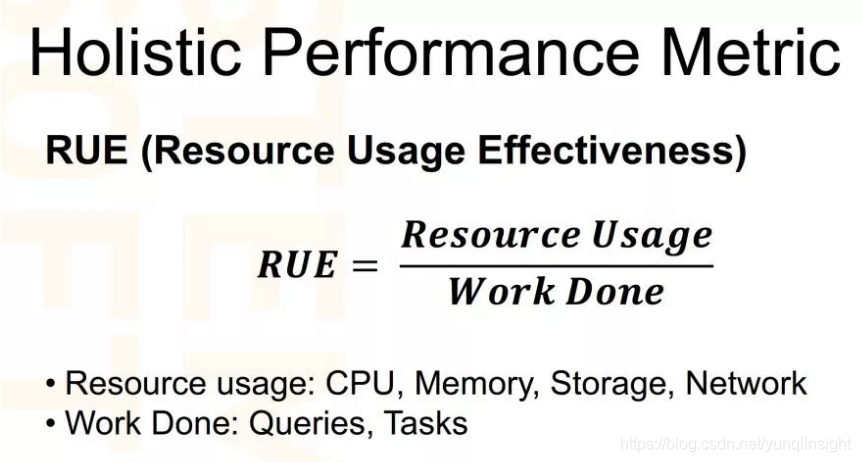 Holistic Performance Metric
RUE (Resource Usage Effectiveness)
RUE = Resource Usage / Work Done
• Resource usage: CPU, Memory, Storage, Network
• Work Done: Queries, Tasks
https://blog.csdn.net/yunqiinsight